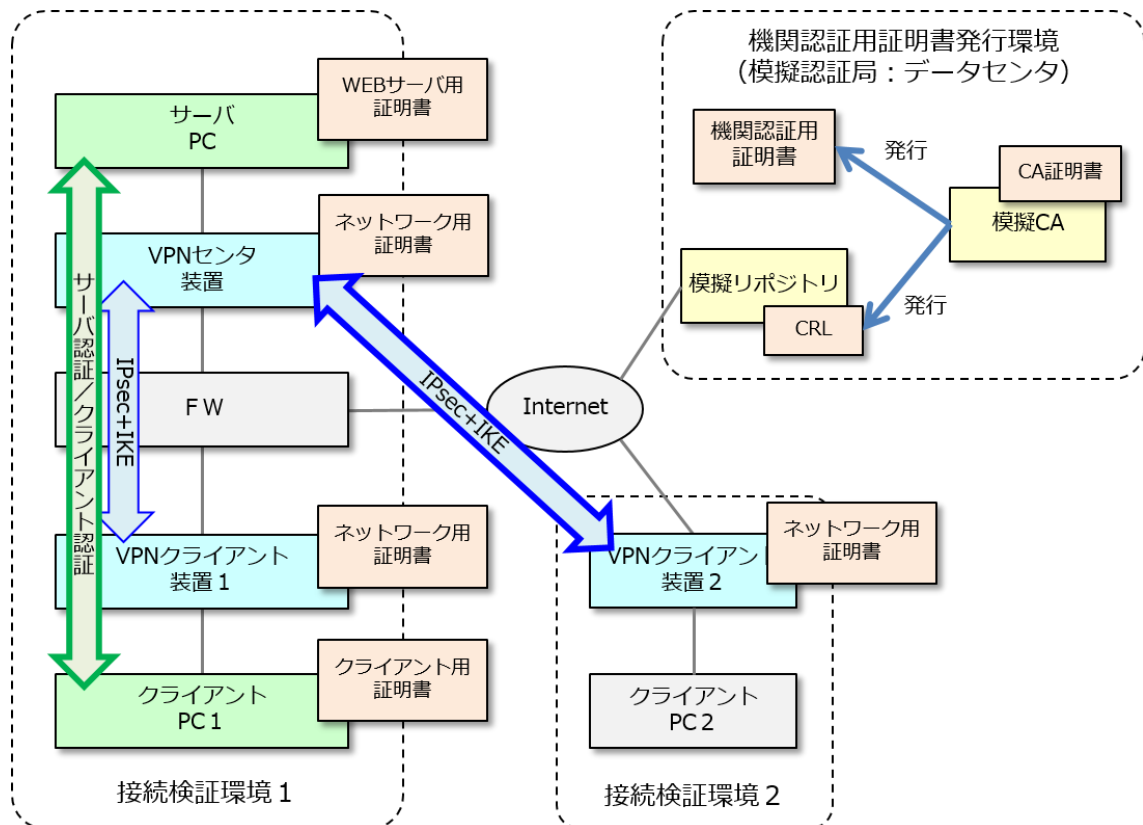 WEBサーバ用
証明書
サーバ
PC
ネットワーク用
証明書
VPNセンタ
装置
サーバ認証/クライアント認証
IPsec+IKE
FW
ネットワーク用
証明書
VPNクライアント
装置1
クライアント用
証明書
クライアント
PC1
接続検証環境1
IPsec+IKE
Internet
機関認証用証明書発行環境
(模擬認証局:データセンタ)
機関認証用
証明書
発行
CA証明書
模擬CA
模擬リポジトリ
発行
CRL
ネットワーク用
証明書
VPNクライアント
装置2
クライアント
PC2
接続検証環境2